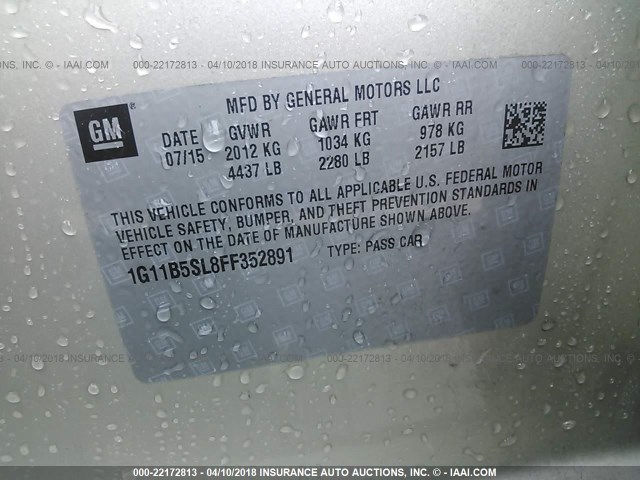 000-22172813 - 04/10/2018 INSURANCE AUTO AUCTIONS, INC. - © IAAI.COM
MFD BY GENERAL MOTORS LLC
GM
DATE GVWR GAWR FRT GAWR RR
07/15 2012 KG 1034 KG 978 KG
4437 LB 2280 LB 2157 LB
THIS VEHICLE CONFORMS TO ALL APPLICABLE U.S. FEDERAL MOTOR
VEHICLE SAFETY, BUMPER, AND THEFT PREVENTION STANDARDS IN
EFFECT ON THE DATE OF MANUFACTURE SHOWN ABOVE.
1G11B5SL8FF352891 TYPE: PASS CAR
000-22172813 - 04/10/2018 INSURANCE AUTO AUCTIONS, INC. - © IAAI.COM